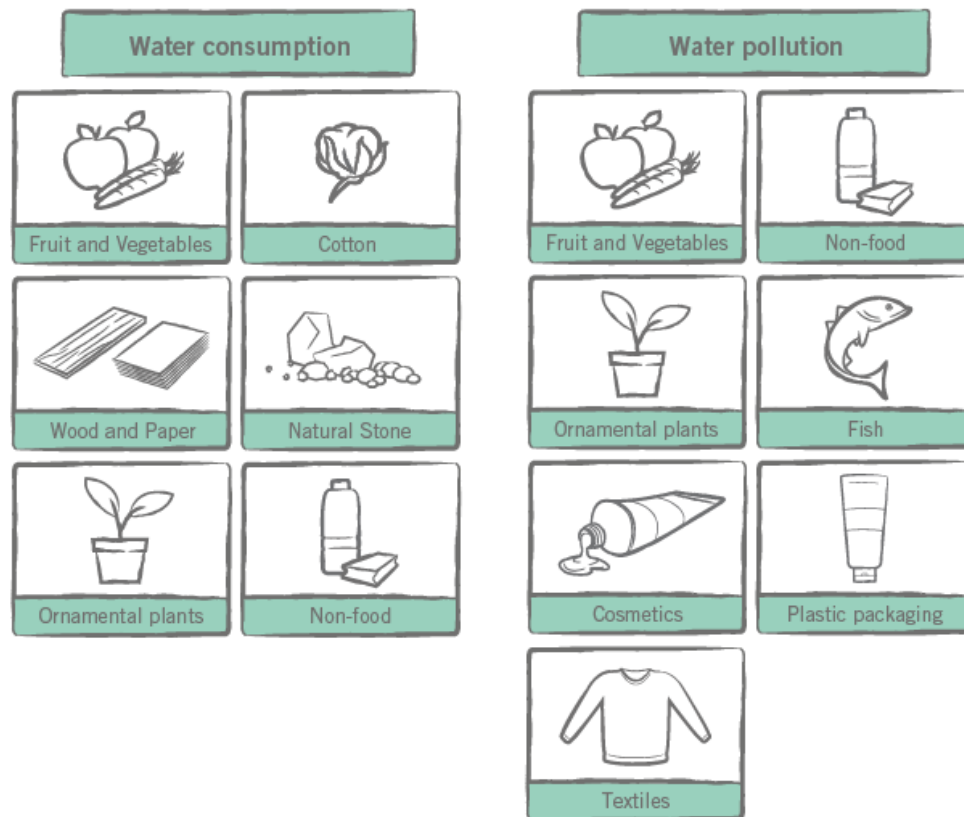 Water consumption
Fruit and Vegetables
Cotton
Wood and Paper
Natural Stone
Ornamental plants
Non-food
Water pollution
Fruit and Vegetables
Non-food
Ornamental plants
Fish
Cosmetics
Plastic packaging
Textiles